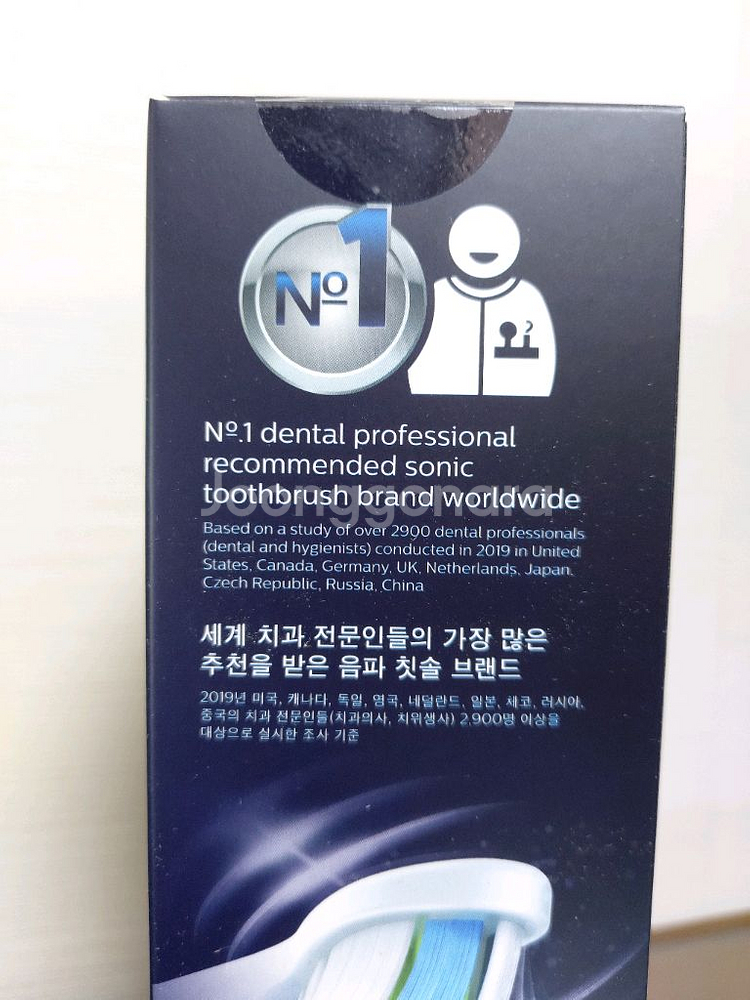 Nº1
Nº.1 dental professional
recommended sonic
toothbrush brand worldwide
Joonggonara
Based on a study of over 2900 dental professionals
(dental and hygienists) conducted in 2019 in United
States, Canada, Germany, UK, Netherlands, Japan,
Czech Republic, Russia, China
세계 치과 전문인들의 가장 많은
추천을 받은 음파 칫솔 브랜드
2019년 미국, 캐나다, 독일, 영국, 네덜란드, 일본, 체코, 러시아,
중국의 치과 전문인들(치과의사, 치위생사) 2,900명 이상을
대상으로 실시한 조사 기준